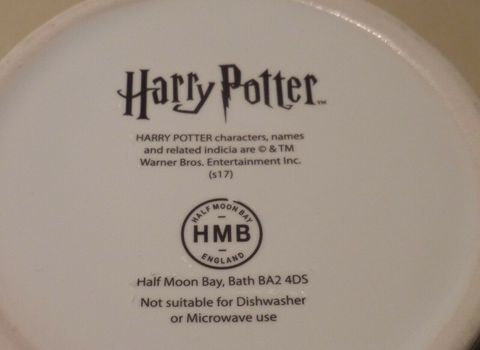 Harry Potter™
HARRY POTTER characters, names
and related indicia are © & TM
Warner Bros. Entertainment Inc.
(s17)
HALF MOON BAY
HMB
ENGLAND
Half Moon Bay, Bath BA2 4DS
Not suitable for Dishwasher
or Microwave use